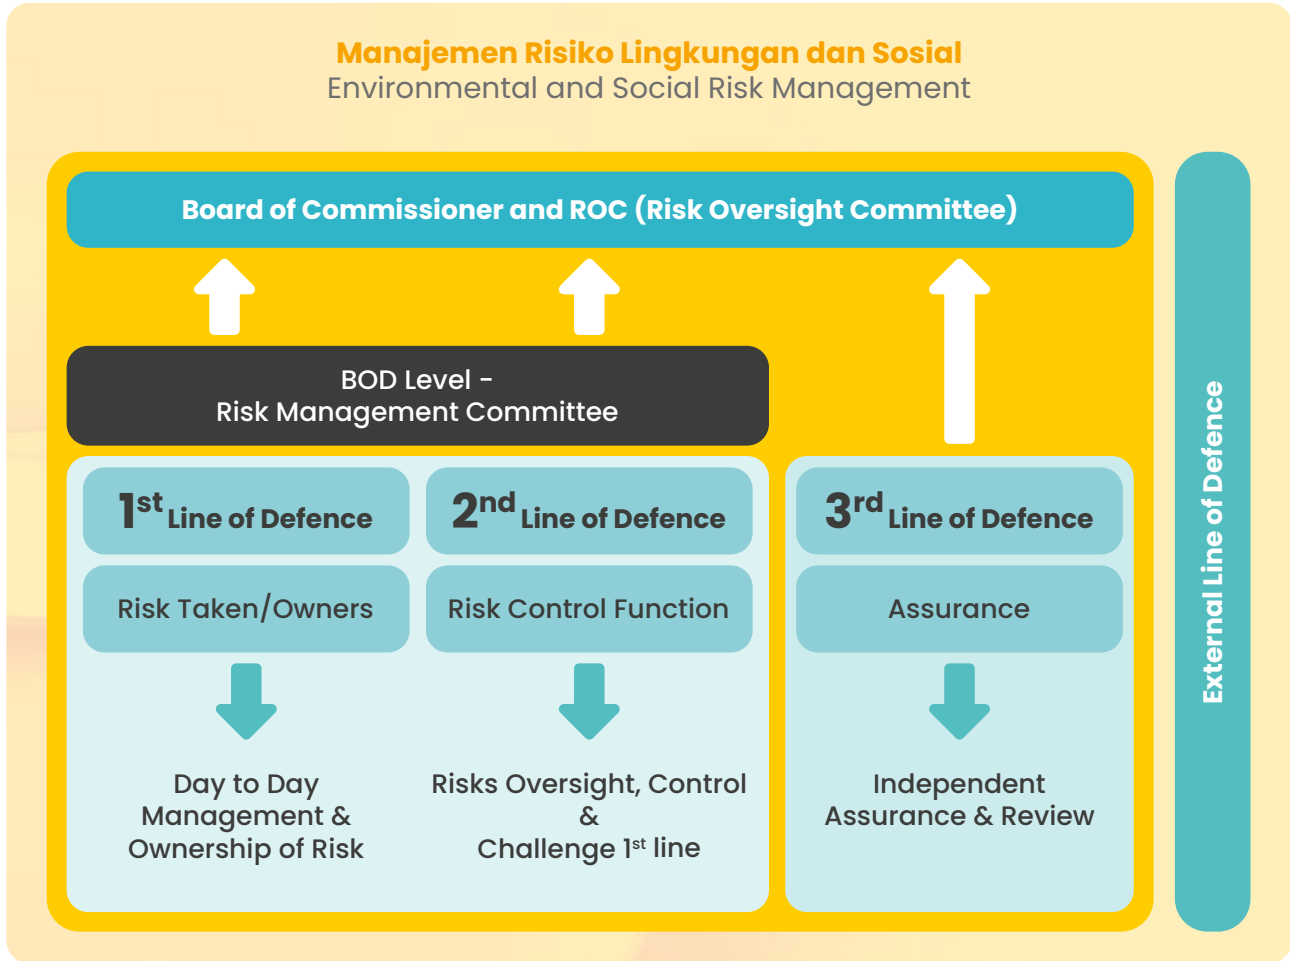 Manajemen Risiko Lingkungan dan Sosial
Environmental and Social Risk Management
Board of Commissioner and ROC (Risk Oversight Committee)
BOD Level -
Risk Management Committee
1st Line of Defence
Risk Taken/Owners
Day to Day
Management &
Ownership of Risk
2nd Line of Defence
Risk Control Function
Risks Oversight, Control
&
Challenge 1st line
3rd Line of Defence
Assurance
Independent
Assurance & Review
External Line of Defence